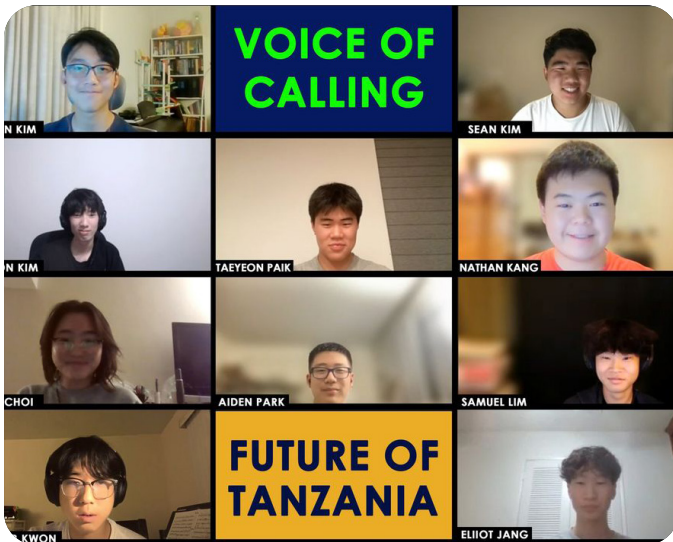 VOICE OF
CALLING
N KIM
SEAN KIM
N KIM
TAEYEON PAIK
NATHAN KANG
CHOI
AIDEN PARK
SAMUEL LIM
FUTURE OF
TANZANIA
KWON
ELIIOT JANG